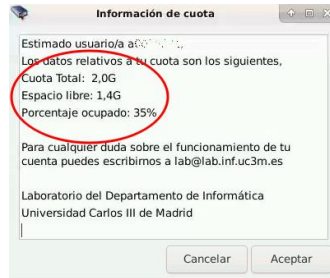 Información de cuota
Estimado usuario/a
Los datos relativos a tu cuota son los siguientes,
Cuota Total: 2,0G
Espacio libre: 1,4G
Porcentaje ocupado: 35%
Para cualquier duda sobre el funcionamiento de tu
cuenta puedes escribirnos a lab@lab.inf.uc3m.es
Laboratorio del Departamento de Informática
Universidad Carlos III de Madrid
Cancelar
Aceptar